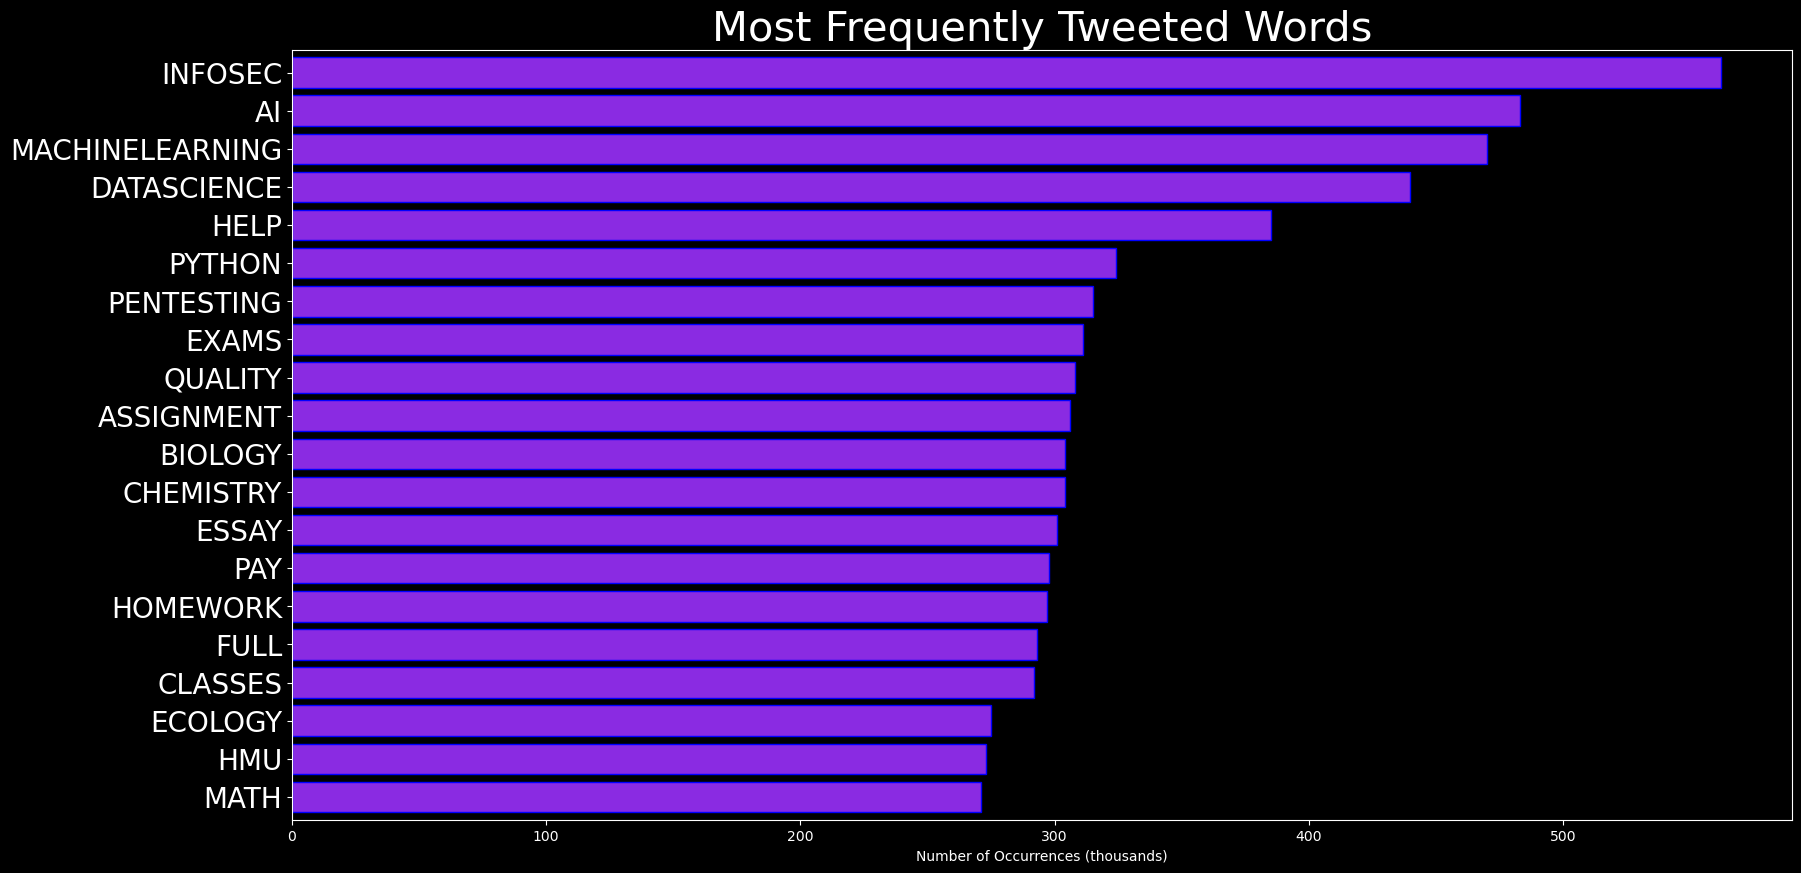 Most Frequently Tweeted Words
INFOSEC
AI
MACHINELEARNING
DATASCIENCE
HELP
PYTHON
PENTESTING
EXAMS
QUALITY
ASSIGNMENT
BIOLOGY
CHEMISTRY
ESSAY
PAY
HOMEWORK
FULL
CLASSES
ECOLOGY
HMU
MATH
0 100 200 300 400 500
Number of Occurrences (thousands)